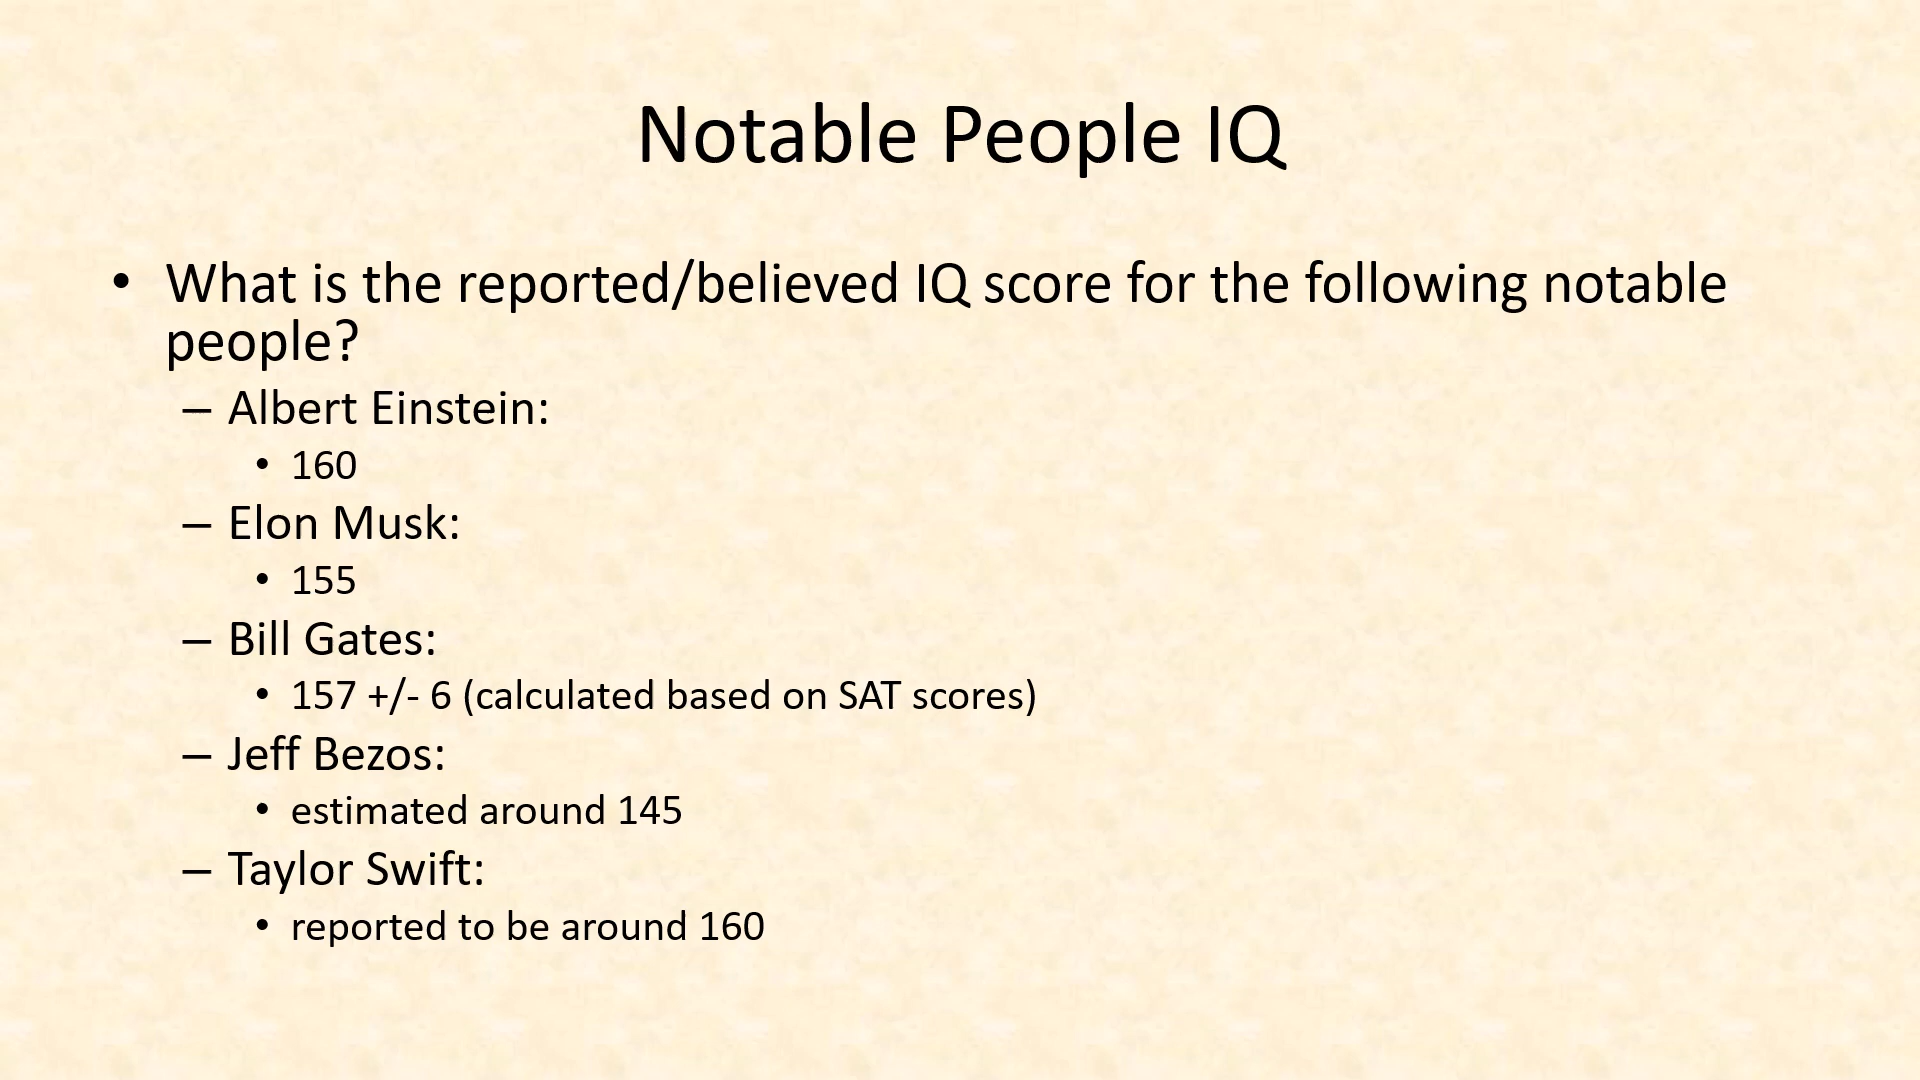 Notable People IQ
• What is the reported/believed IQ score for the following notable
people?
– Albert Einstein:
• 160
– Elon Musk:
• 155
– Bill Gates:
• 157 +/- 6 (calculated based on SAT scores)
– Jeff Bezos:
• estimated around 145
– Taylor Swift:
• reported to be around 160